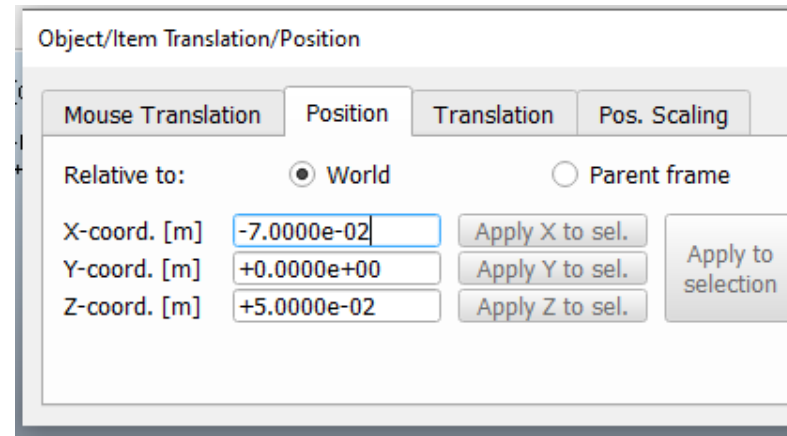 Object/Item Translation/Position
Mouse Translation Position Translation Pos. Scaling
Relative to: World Parent frame
X-coord. [m] -7.0000e-02 Apply X to sel.
Y-coord. [m] +0.0000e+00 Apply Y to sel.
Z-coord. [m] +5.0000e-02 Apply Z to sel.
Apply to
selection